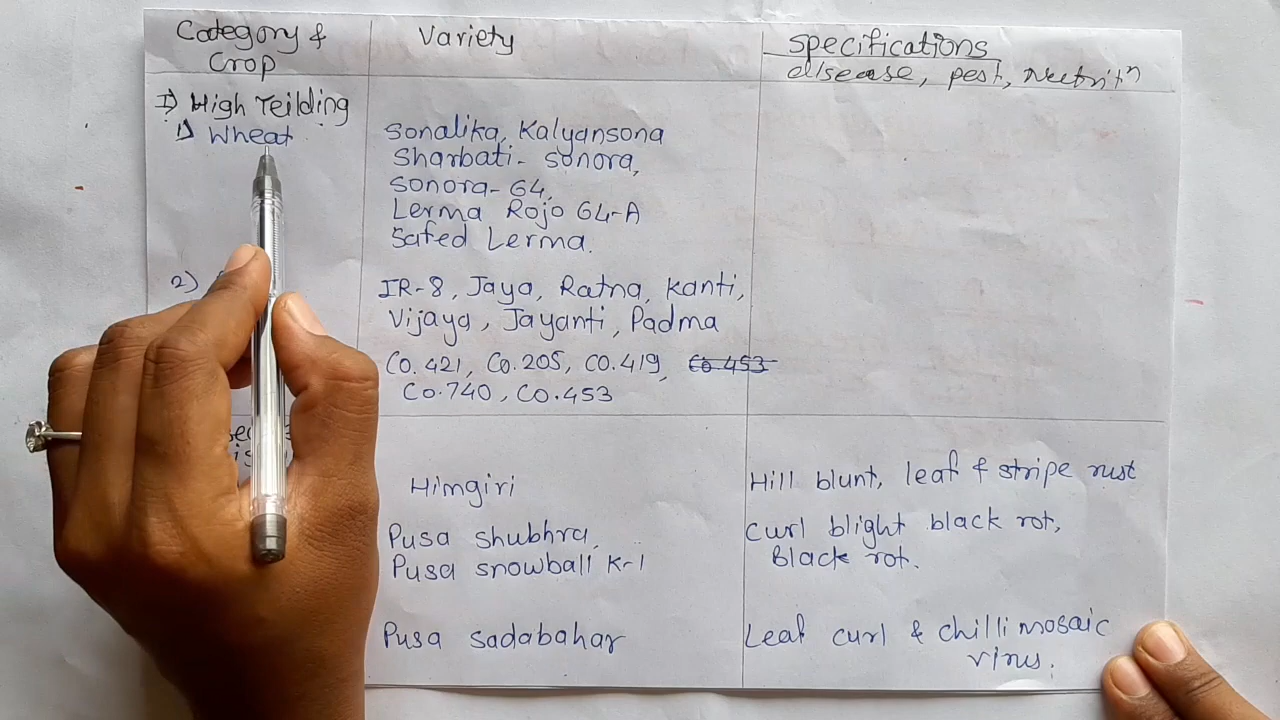 Category & Variety Specifications
Crop disease, pest, Nutritⁿ
I) High Yeilding
1) Wheat Sonalika, Kalyansona
Sharbati - sonora,
Sonora - 64,
Lerma Rojo 64-A
Safed Lerma.
2) IR-8, Jaya, Ratna, Kanti,
Vijaya, Jayanti, Padma
Co. 421, Co. 205, Co. 419, Co 453
Co. 740, Co. 453
Himgiri Hill blunt, leaf & stripe rust
Pusa shubhra, Curl blight black rot,
Pusa snowball K-1 Black rot.
Pusa sadabahar Leaf curl & chilli mosaic
virus.